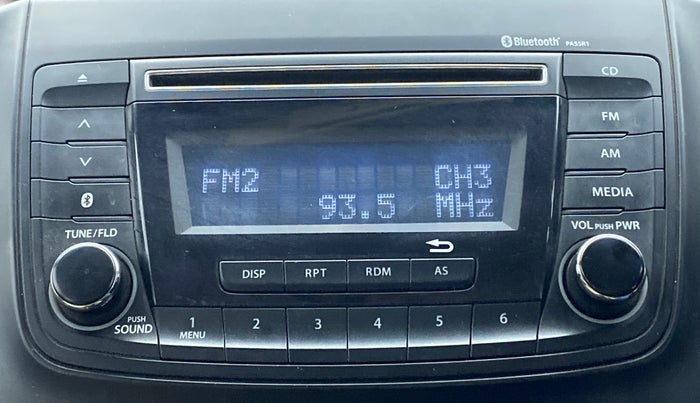 Bluetooth PA55R1
CD
FM
AM
MEDIA
FM2 CH3
93.5 MHz
TUNE/FLD
VOL PUSH PWR
DISP RPT RDM AS
PUSH
SOUND
1 2 3 4 5 6
MENU